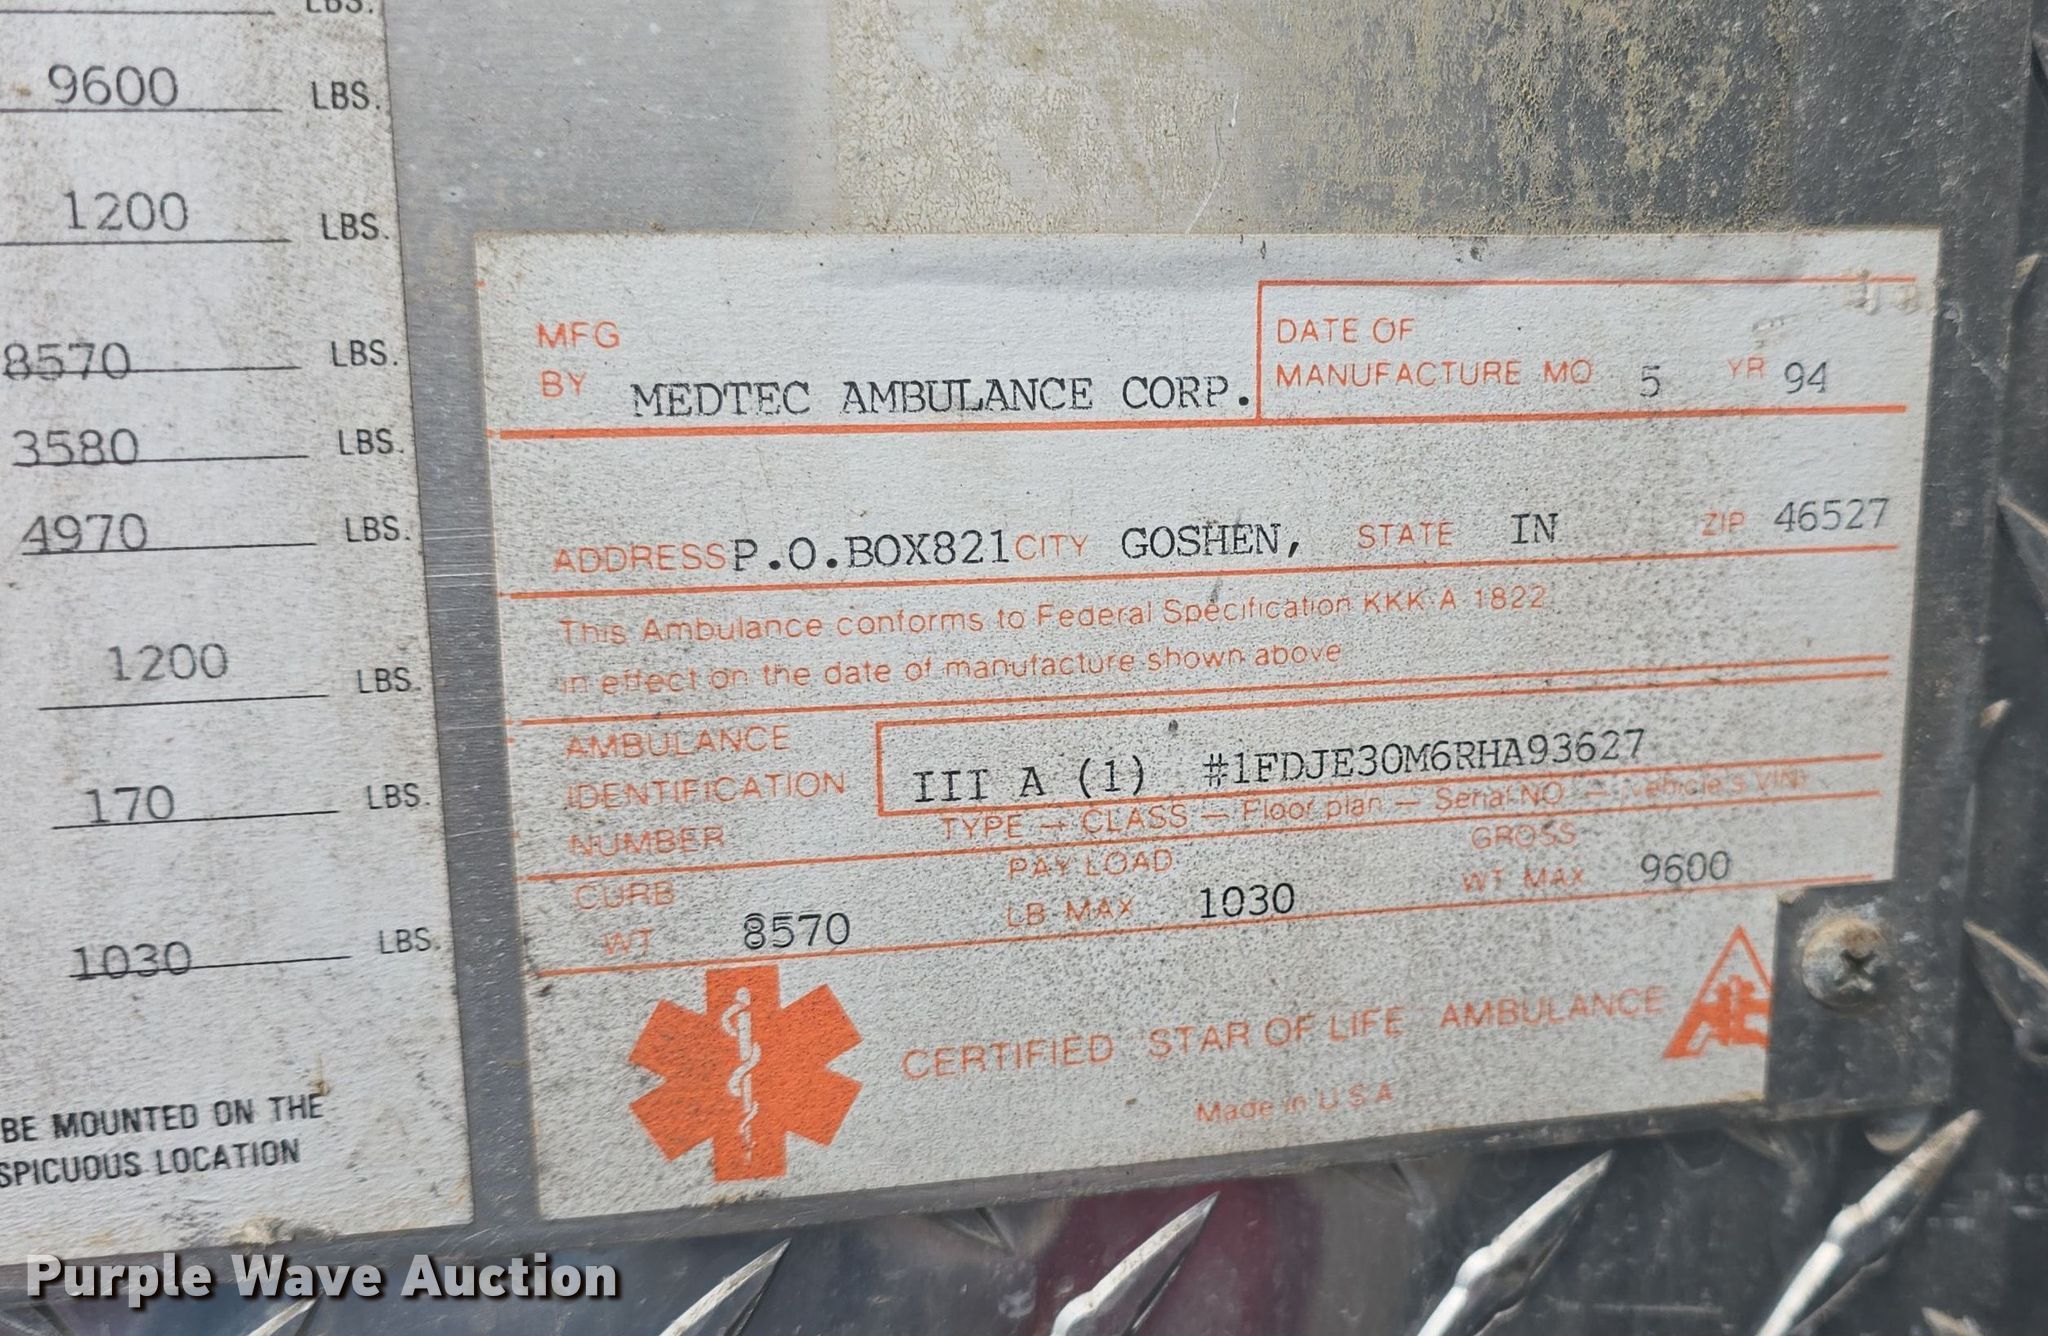 LBS.
9600 LBS.
1200 LBS.
8570 LBS.
3580 LBS.
4970 LBS.
1200 LBS.
170 LBS.
1030 LBS.
BE MOUNTED ON THE
SPICUOUS LOCATION
MFG
BY MEDTEC AMBULANCE CORP.
DATE OF
MANUFACTURE MO 5 YR 94
ADDRESS P.O.BOX821 CITY GOSHEN, STATE IN ZIP 46527
This Ambulance conforms to Federal Specification KKK-A 1822
in effect on the date of manufacture shown above
AMBULANCE
IDENTIFICATION
NUMBER
III A (1) #1FDJE30M6RHA93627
TYPE — CLASS — Floor plan — Serial NO — (vehicle's VIN)
CURB
WT 8570
PAY LOAD
LB MAX 1030
GROSS
WT MAX 9600
CERTIFIED "STAR OF LIFE" AMBULANCE
Made in U.S.A
Purple Wave Auction